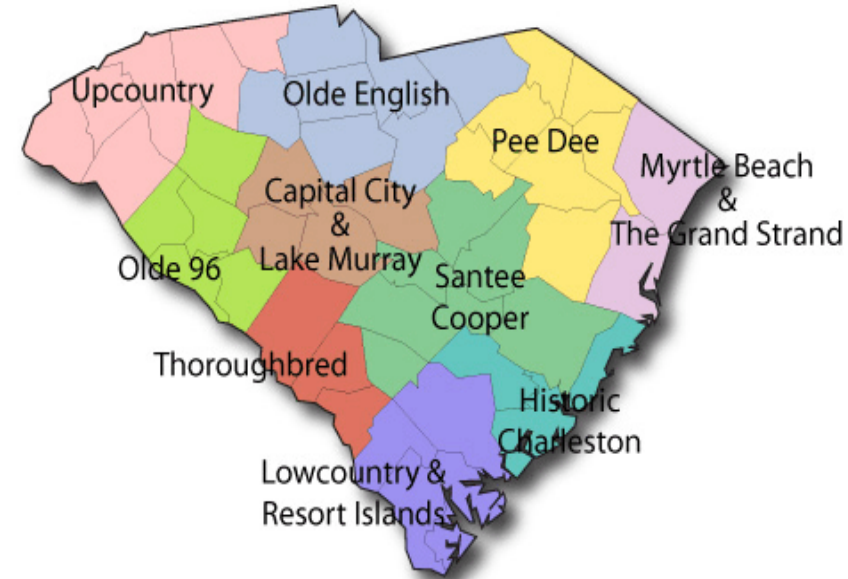 Upcountry
Olde English
Pee Dee
Myrtle Beach
&
The Grand Strand
Capital City
&
Lake Murray
Olde 96
Santee
Cooper
Thoroughbred
Historic
Charleston
Lowcountry &
Resort Islands